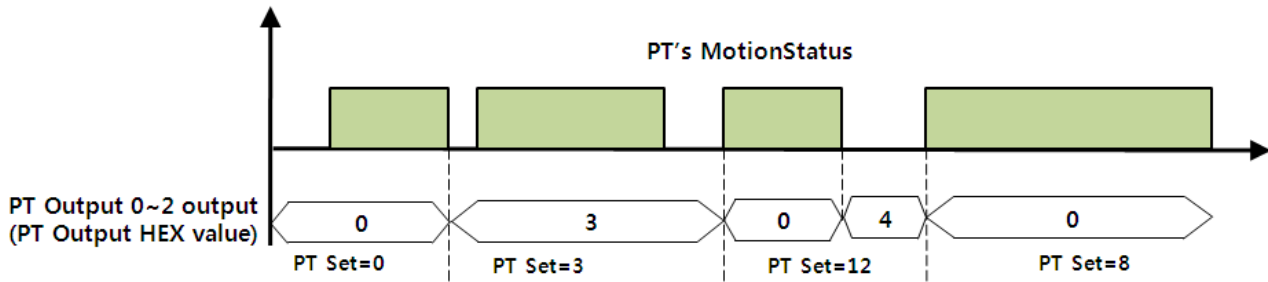 PT's MotionStatus
PT Output 0~2 output
(PT Output HEX value)
0
3
0
4
0
PT Set=0
PT Set=3
PT Set=12
PT Set=8